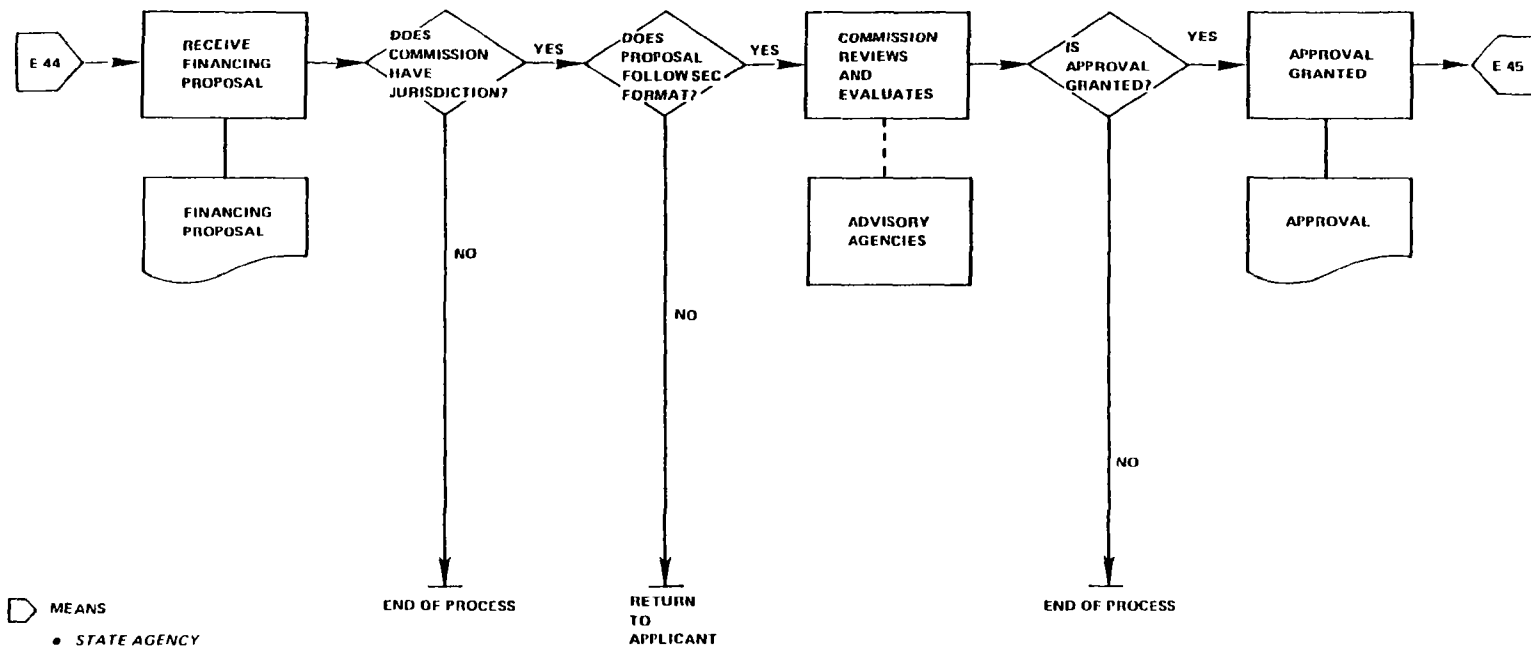 E 44
RECEIVE
FINANCING
PROPOSAL
FINANCING
PROPOSAL
DOES
COMMISSION
HAVE
JURISDICTION?
YES
NO
END OF PROCESS
DOES
PROPOSAL
FOLLOW SEC
FORMAT?
YES
NO
RETURN
TO
APPLICANT
COMMISSION
REVIEWS
AND
EVALUATES
ADVISORY
AGENCIES
IS
APPROVAL
GRANTED?
YES
NO
END OF PROCESS
APPROVAL
GRANTED
APPROVAL
E 45
MEANS
• STATE AGENCY